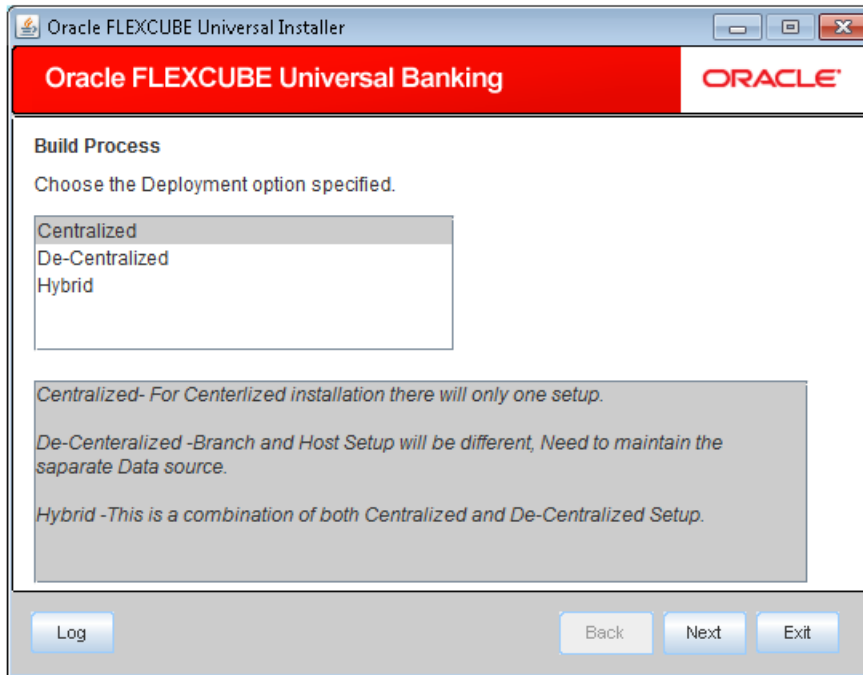 Oracle FLEXCUBE Universal Installer
Oracle FLEXCUBE Universal Banking
ORACLE
Build Process
Choose the Deployment option specified.
Centralized
De-Centralized
Hybrid
Centralized- For Centerlized installation there will only one setup.
De-Centeralized -Branch and Host Setup will be different, Need to maintain the
saparate Data source.
Hybrid -This is a combination of both Centralized and De-Centralized Setup.
Log
Back
Next
Exit